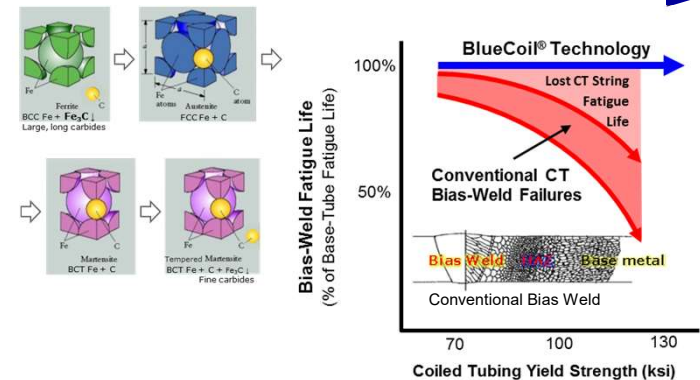 Fe
C
Ferrite
BCC Fe + Fe₃C↓
Large, long carbides
a
a
Fe
atoms
C
atom
Austenite
FCC Fe + C
Fe
C
Martensite
BCT Fe + C
Fe
C
Tempered Martensite
BCT Fe + C + Fe₃C↓
Fine carbides
Bias-Weld Fatigue Life
(% of Base-Tube Fatigue Life)
BlueCoil® Technology
100%
Lost CT String
Fatigue
Life
Conventional CT
Bias-Weld Failures
50%
Bias Weld
HAZ
Base metal
Conventional Bias Weld
70
100
130
Coiled Tubing Yield Strength (ksi)